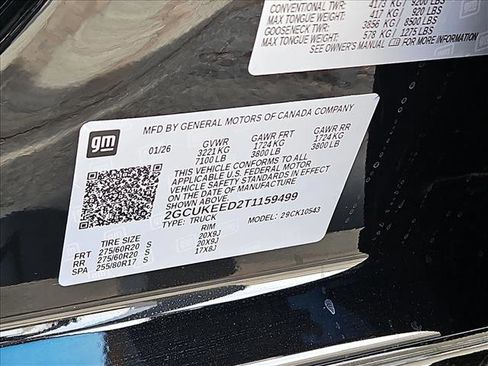 CONVENTIONAL TWR: 4173 KG / 9200 LBS
MAX TONGUE WEIGHT: 417 KG / 920 LBS
GOOSENECK TWR: 3856 KG / 8500 LBS
MAX TONGUE WEIGHT: 578 KG / 1275 LBS
SEE OWNER'S MANUAL FOR MORE INFORMATION
gm
MFD BY GENERAL MOTORS OF CANADA COMPANY
01/26 GVWR GAWR FRT GAWR RR
3221 KG 1724 KG 1724 KG
7100 LB 3800 LB 3800 LB
THIS VEHICLE CONFORMS TO ALL
APPLICABLE U.S. FEDERAL MOTOR
VEHICLE SAFETY
STANDARDS IN EFFECT ON THE
DATE OF MANUFACTURE
SHOWN ABOVE.
2GCUKEED2T1159499
TYPE: TRUCK MODEL: 29CK10543
TIRE SIZE RIM
FRT 275/60R20 S 20X9J
RR 275/60R20 S 20X9J
SPA 255/80R17 S 17X8J